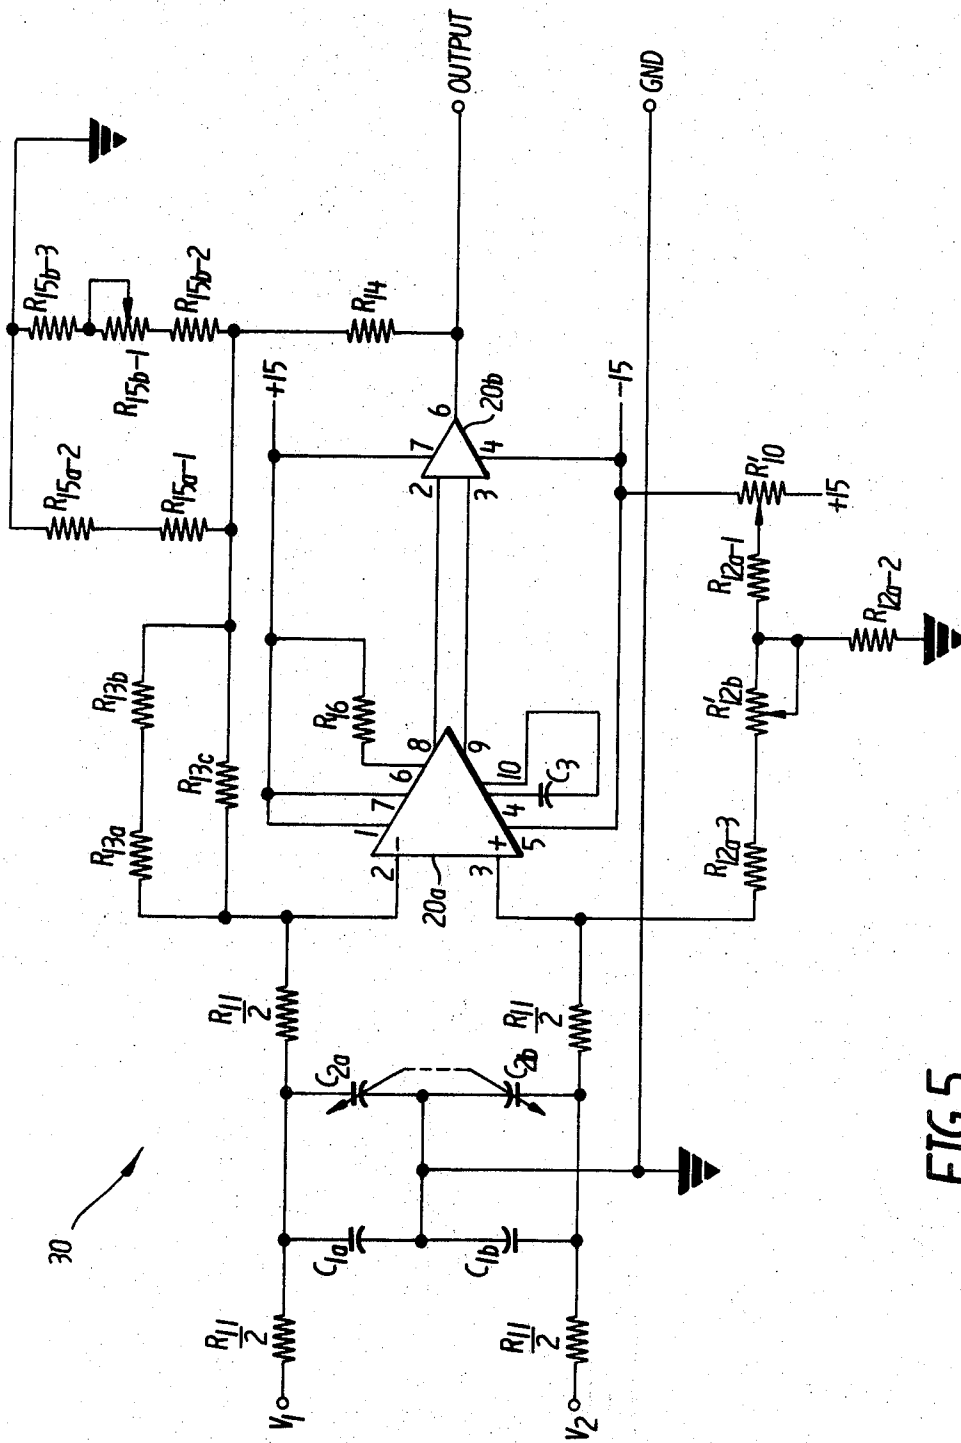 30
V1
V2
R11/2
R11/2
C1a
C1b
C2a
C2b
R11/2
R11/2
R13a
R13b
R13c
R15a-2
R15a-1
R15b-3
R15b-1
R15b-2
R14
R16
+15
20a
2
3
-
+
1
7
6
8
9
10
4
5
C3
2
3
7
4
6
20b
-15
OUTPUT
GND
R12a-3
R'12b
R12a-1
R12a-2
R'10
+15
FIG 5